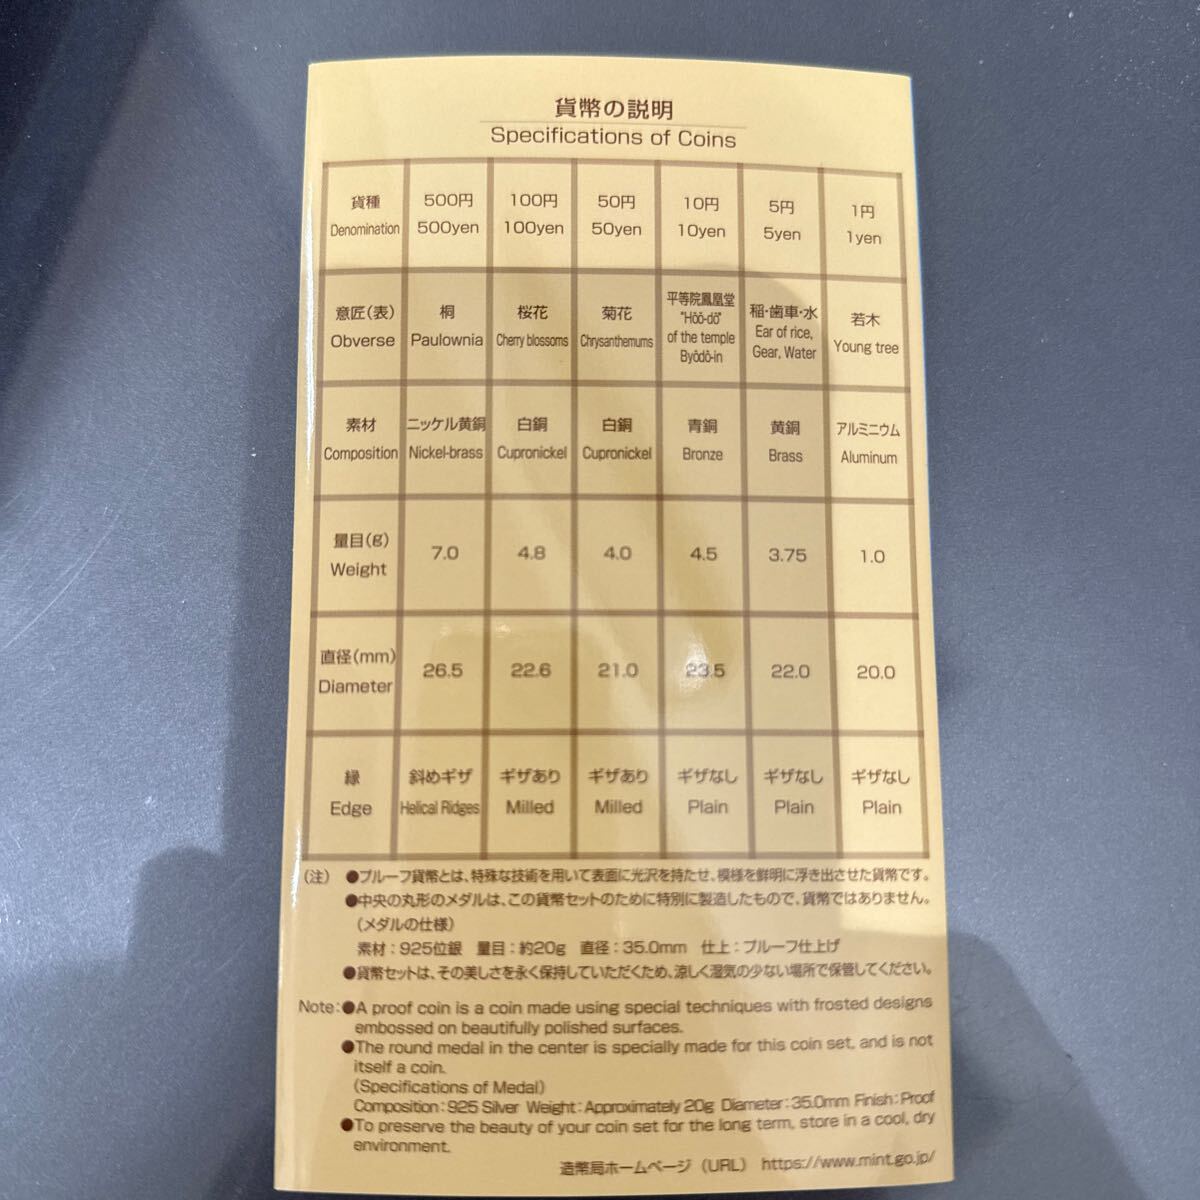 貨幣の説明
Specifications of Coins
貨種 500円 100円 50円 10円 5円 1円
Denomination 500yen 100yen 50yen 10yen 5yen 1yen
意匠(表) 桐 桜花 菊花 平等院鳳凰堂 稲・歯車・水 若木
Obverse Paulownia Cherry blossoms Chrysanthemums "Hōō-dō" of the temple Byōdō-in Ear of rice, Gear, Water Young tree
素材 ニッケル黄銅 白銅 白銅 青銅 黄銅 アルミニウム
Composition Nickel-brass Cupronickel Cupronickel Bronze Brass Aluminum
量目(g)
Weight 7.0 4.8 4.0 4.5 3.75 1.0
直径(mm)
Diameter 26.5 22.6 21.0 23.5 22.0 20.0
縁 斜めギザ ギザあり ギザあり ギザなし ギザなし ギザなし
Edge Helical Ridges Milled Milled Plain Plain Plain
(注) ●プルーフ貨幣とは、特殊な技術を用いて表面に光沢を持たせ、模様を鮮明に浮き出させた貨幣です。
●中央の丸形のメダルは、この貨幣セットのために特別に製造したもので、貨幣ではありません。
(メダルの仕様)
素材:925位銀 量目:約20g 直径:35.0mm 仕上:プルーフ仕上げ
●貨幣セットは、その美しさを永く保持していただくため、涼しく湿気の少ない場所で保管してください。
Note:●A proof coin is a coin made using special techniques with frosted designs
embossed on beautifully polished surfaces.
●The round medal in the center is specially made for this coin set, and is not
itself a coin.
(Specifications of Medal)
Composition:925 Silver Weight:Approximately 20g Diameter:35.0mm Finish:Proof
●To preserve the beauty of your coin set for the long term, store in a cool, dry
environment.
造幣局ホームページ (URL) https://www.mint.go.jp/